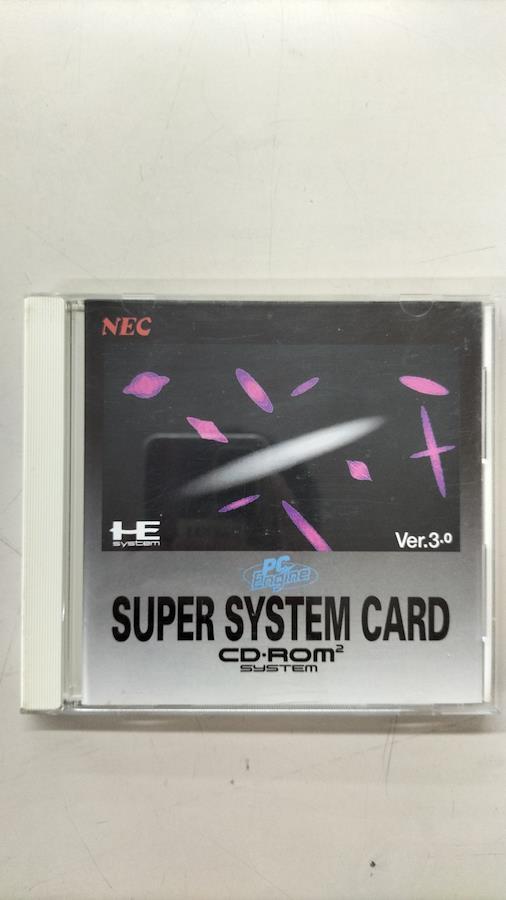 NEC
HE
system
Ver.3.0
PC
Engine
SUPER SYSTEM CARD
CD-ROM²
SYSTEM